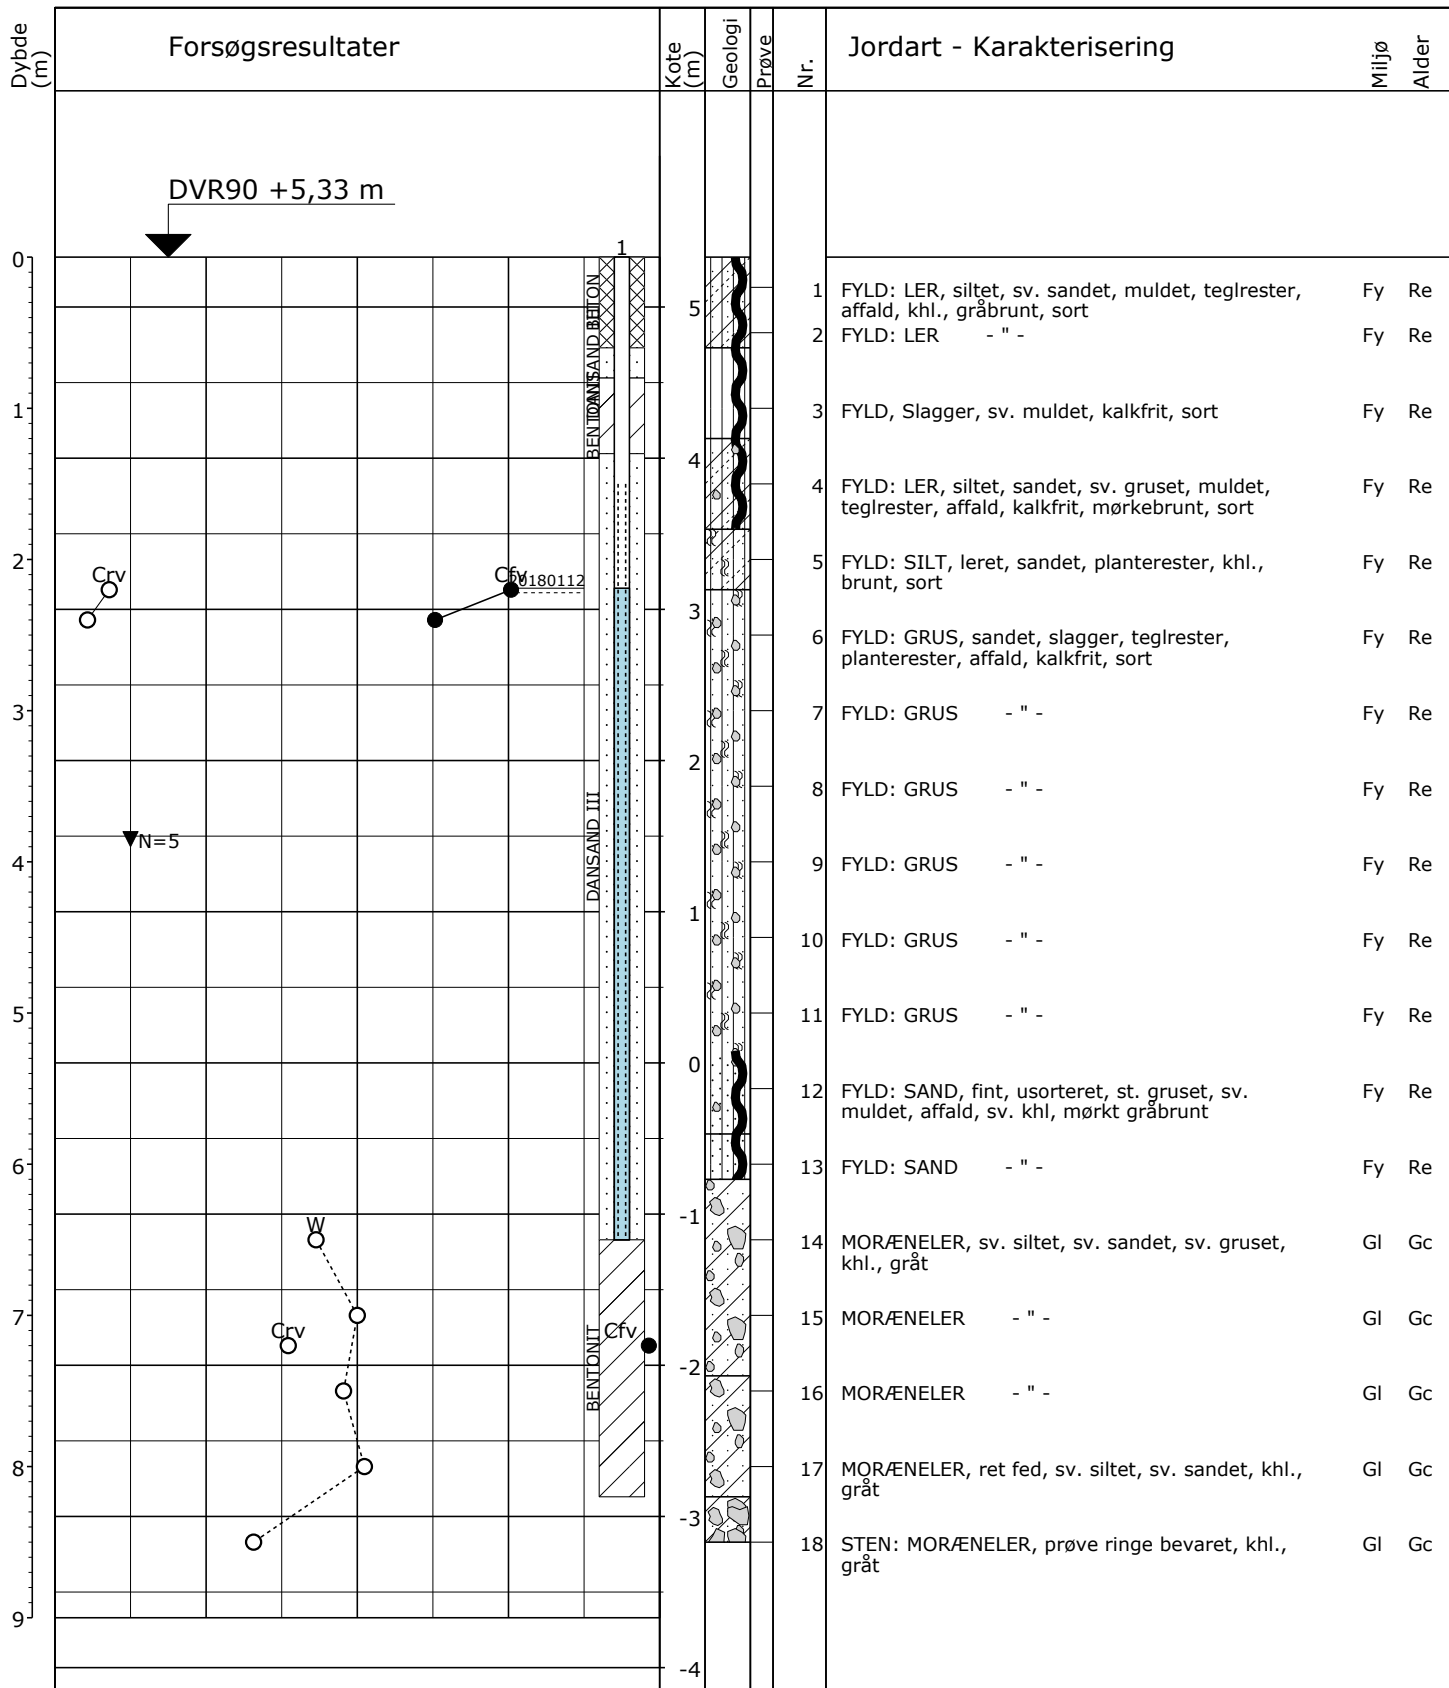 Dybde
(m)
Forsøgsresultater
Kote
(m)
Geologi
Prøve
Nr.
Jordart - Karakterisering
Miljø
Alder
DVR90 +5,33 m
1
0
1
2
3
4
5
6
7
8
9
5
4
3
2
1
0
-1
-2
-3
-4
Crv
Cfv
20180112
N=5
W
Crv
Cfv
DANSAND III
BENTONIT
1 FYLD: LER, siltet, sv. sandet, muldet, teglrester, Fy Re
affald, khl., gråbrunt, sort
2 FYLD: LER - " - Fy Re
3 FYLD, Slagger, sv. muldet, kalkfrit, sort Fy Re
4 FYLD: LER, siltet, sandet, sv. gruset, muldet, Fy Re
teglrester, affald, kalkfrit, mørkebrunt, sort
5 FYLD: SILT, leret, sandet, planterester, khl., Fy Re
brunt, sort
6 FYLD: GRUS, sandet, slagger, teglrester, Fy Re
planterester, affald, kalkfrit, sort
7 FYLD: GRUS - " - Fy Re
8 FYLD: GRUS - " - Fy Re
9 FYLD: GRUS - " - Fy Re
10 FYLD: GRUS - " - Fy Re
11 FYLD: GRUS - " - Fy Re
12 FYLD: SAND, fint, usorteret, st. gruset, sv. Fy Re
muldet, affald, sv. khl, mørkt gråbrunt
13 FYLD: SAND - " - Fy Re
14 MORÆNELER, sv. siltet, sv. sandet, sv. gruset, Gl Gc
khl., gråt
15 MORÆNELER - " - Gl Gc
16 MORÆNELER - " - Gl Gc
17 MORÆNELER, ret fed, sv. siltet, sv. sandet, khl., Gl Gc
gråt
18 STEN: MORÆNELER, prøve ringe bevaret, khl., Gl Gc
gråt